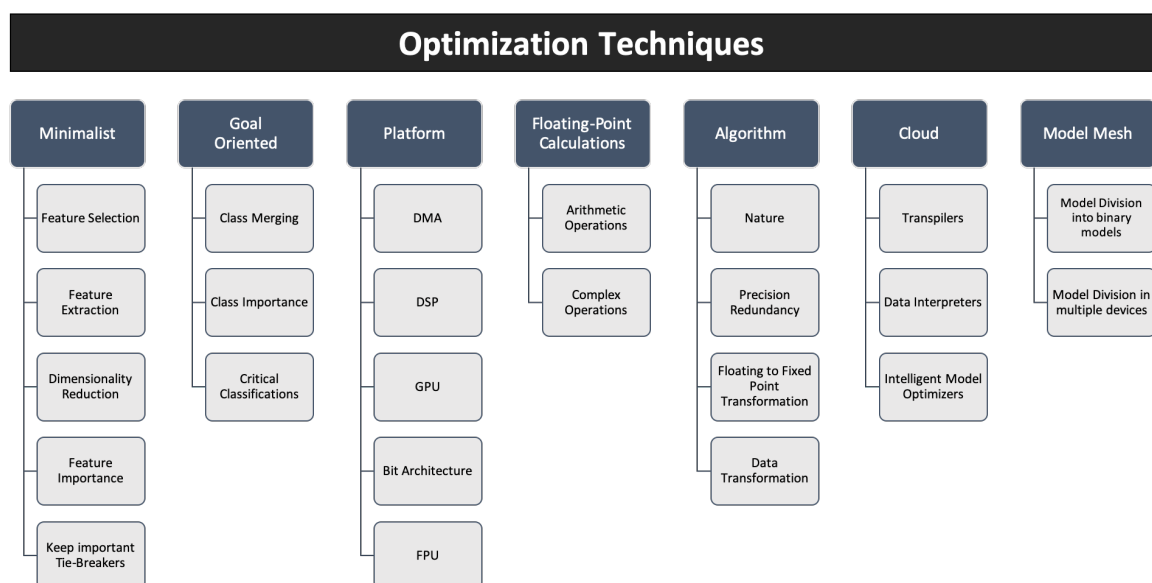 Optimization Techniques
Minimalist
Feature Selection
Feature
Extraction
Dimensionality
Reduction
Feature
Importance
Keep important
Tie-Breakers
Goal
Oriented
Class Merging
Class Importance
Critical
Classifications
Platform
DMA
DSP
GPU
Bit Architecture
FPU
Floating-Point
Calculations
Arithmetic
Operations
Complex
Operations
Algorithm
Nature
Precision
Redundancy
Floating to Fixed
Point
Transformation
Data
Transformation
Cloud
Transpilers
Data Interpreters
Intelligent Model
Optimizers
Model Mesh
Model Division
into binary
models
Model Division in
multiple devices